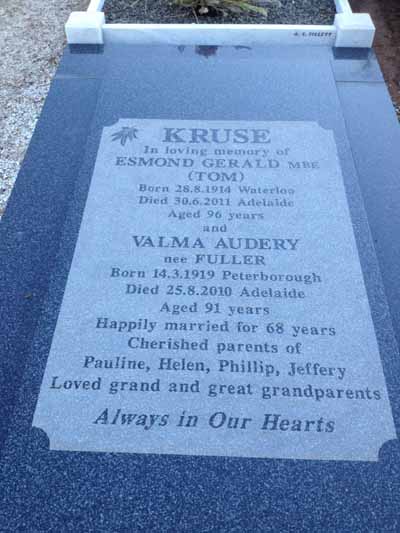 A. C. TILLETT
KRUSE
In loving memory of
ESMOND GERALD MBE
(TOM)
Born 28.8.1914 Waterloo
Died 30.6.2011 Adelaide
Aged 96 years
and
VALMA AUDERY
nee FULLER
Born 14.3.1919 Peterborough
Died 25.8.2010 Adelaide
Aged 91 years
Happily married for 68 years
Cherished parents of
Pauline, Helen, Phillip, Jeffery
Loved grand and great grandparents
Always in Our Hearts